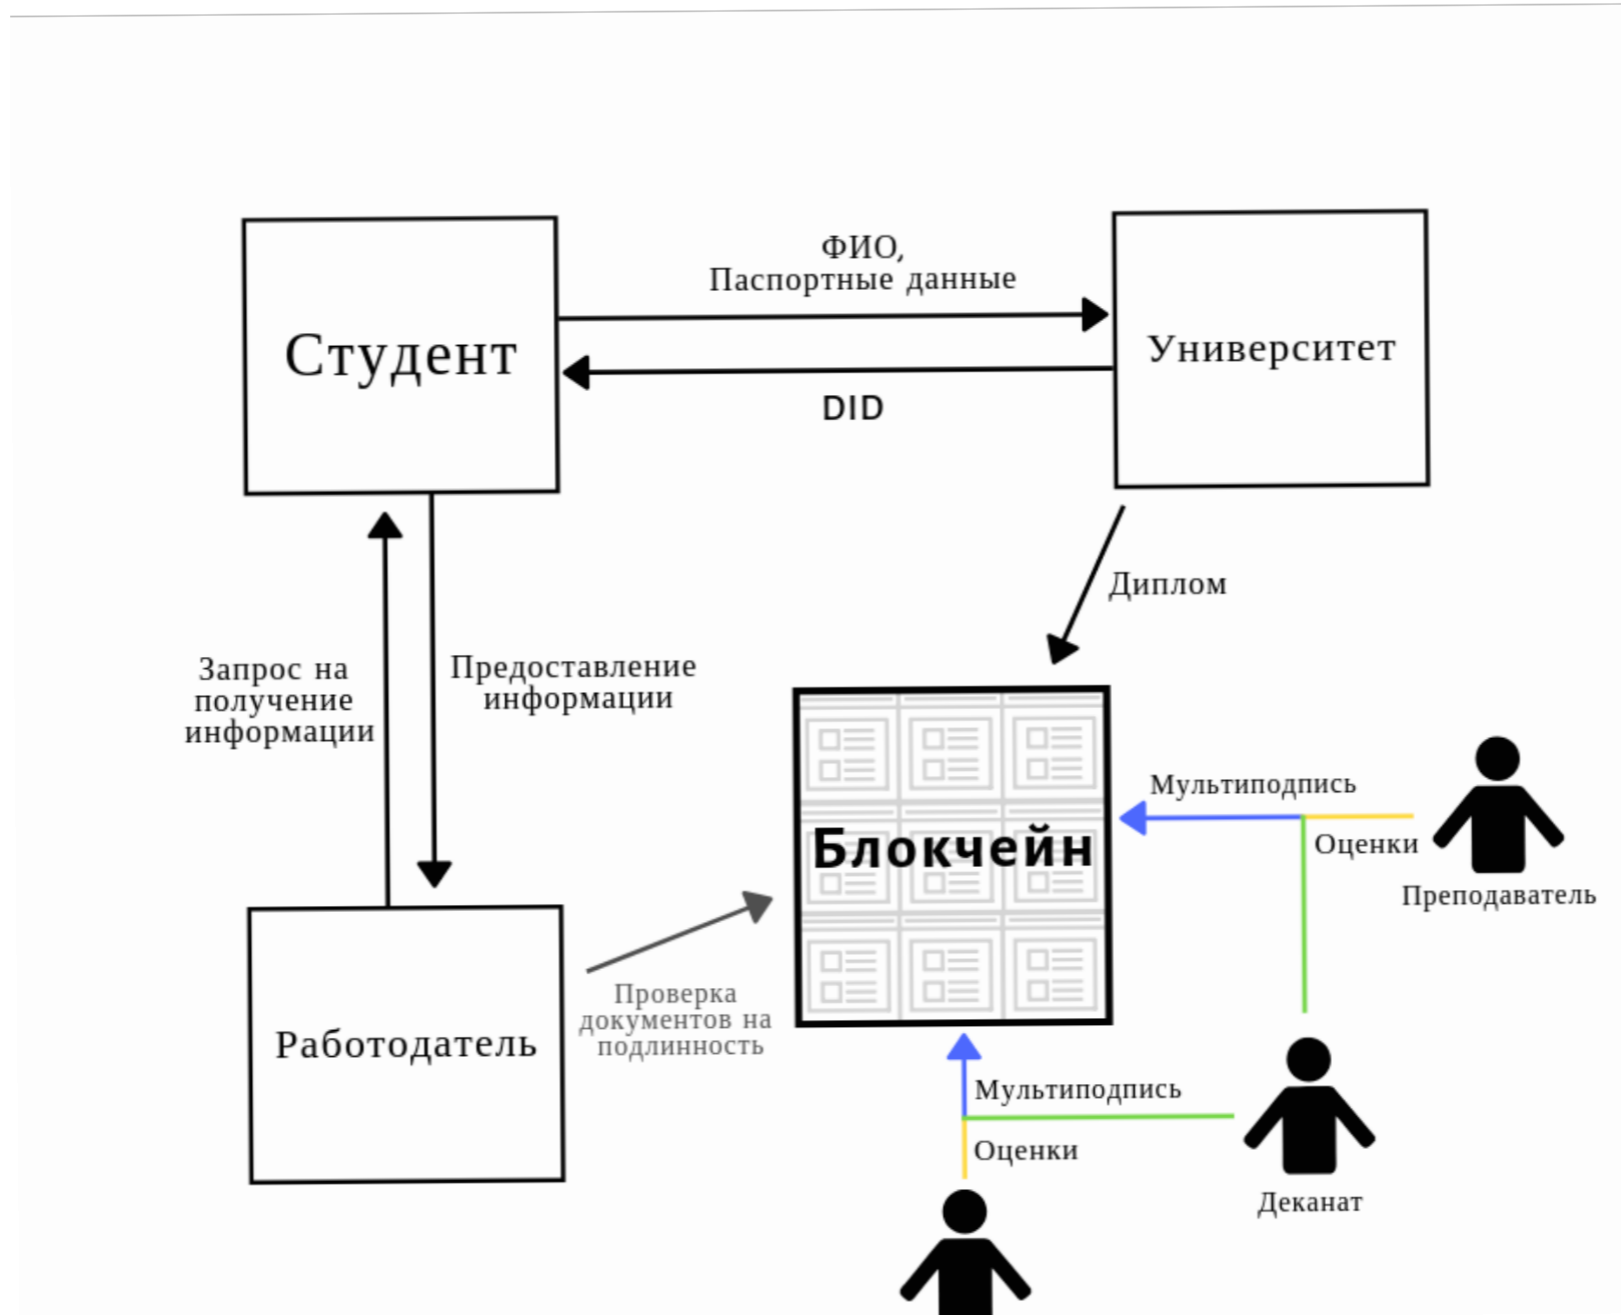 ФИО,
Паспортные данные
Студент
Университет
DID
Диплом
Запрос на
получение
информации
Предоставление
информации
Блокчейн
Мультиподпись
Оценки
Преподаватель
Проверка
документов на
подлинность
Работодатель
Мультиподпись
Оценки
Деканат